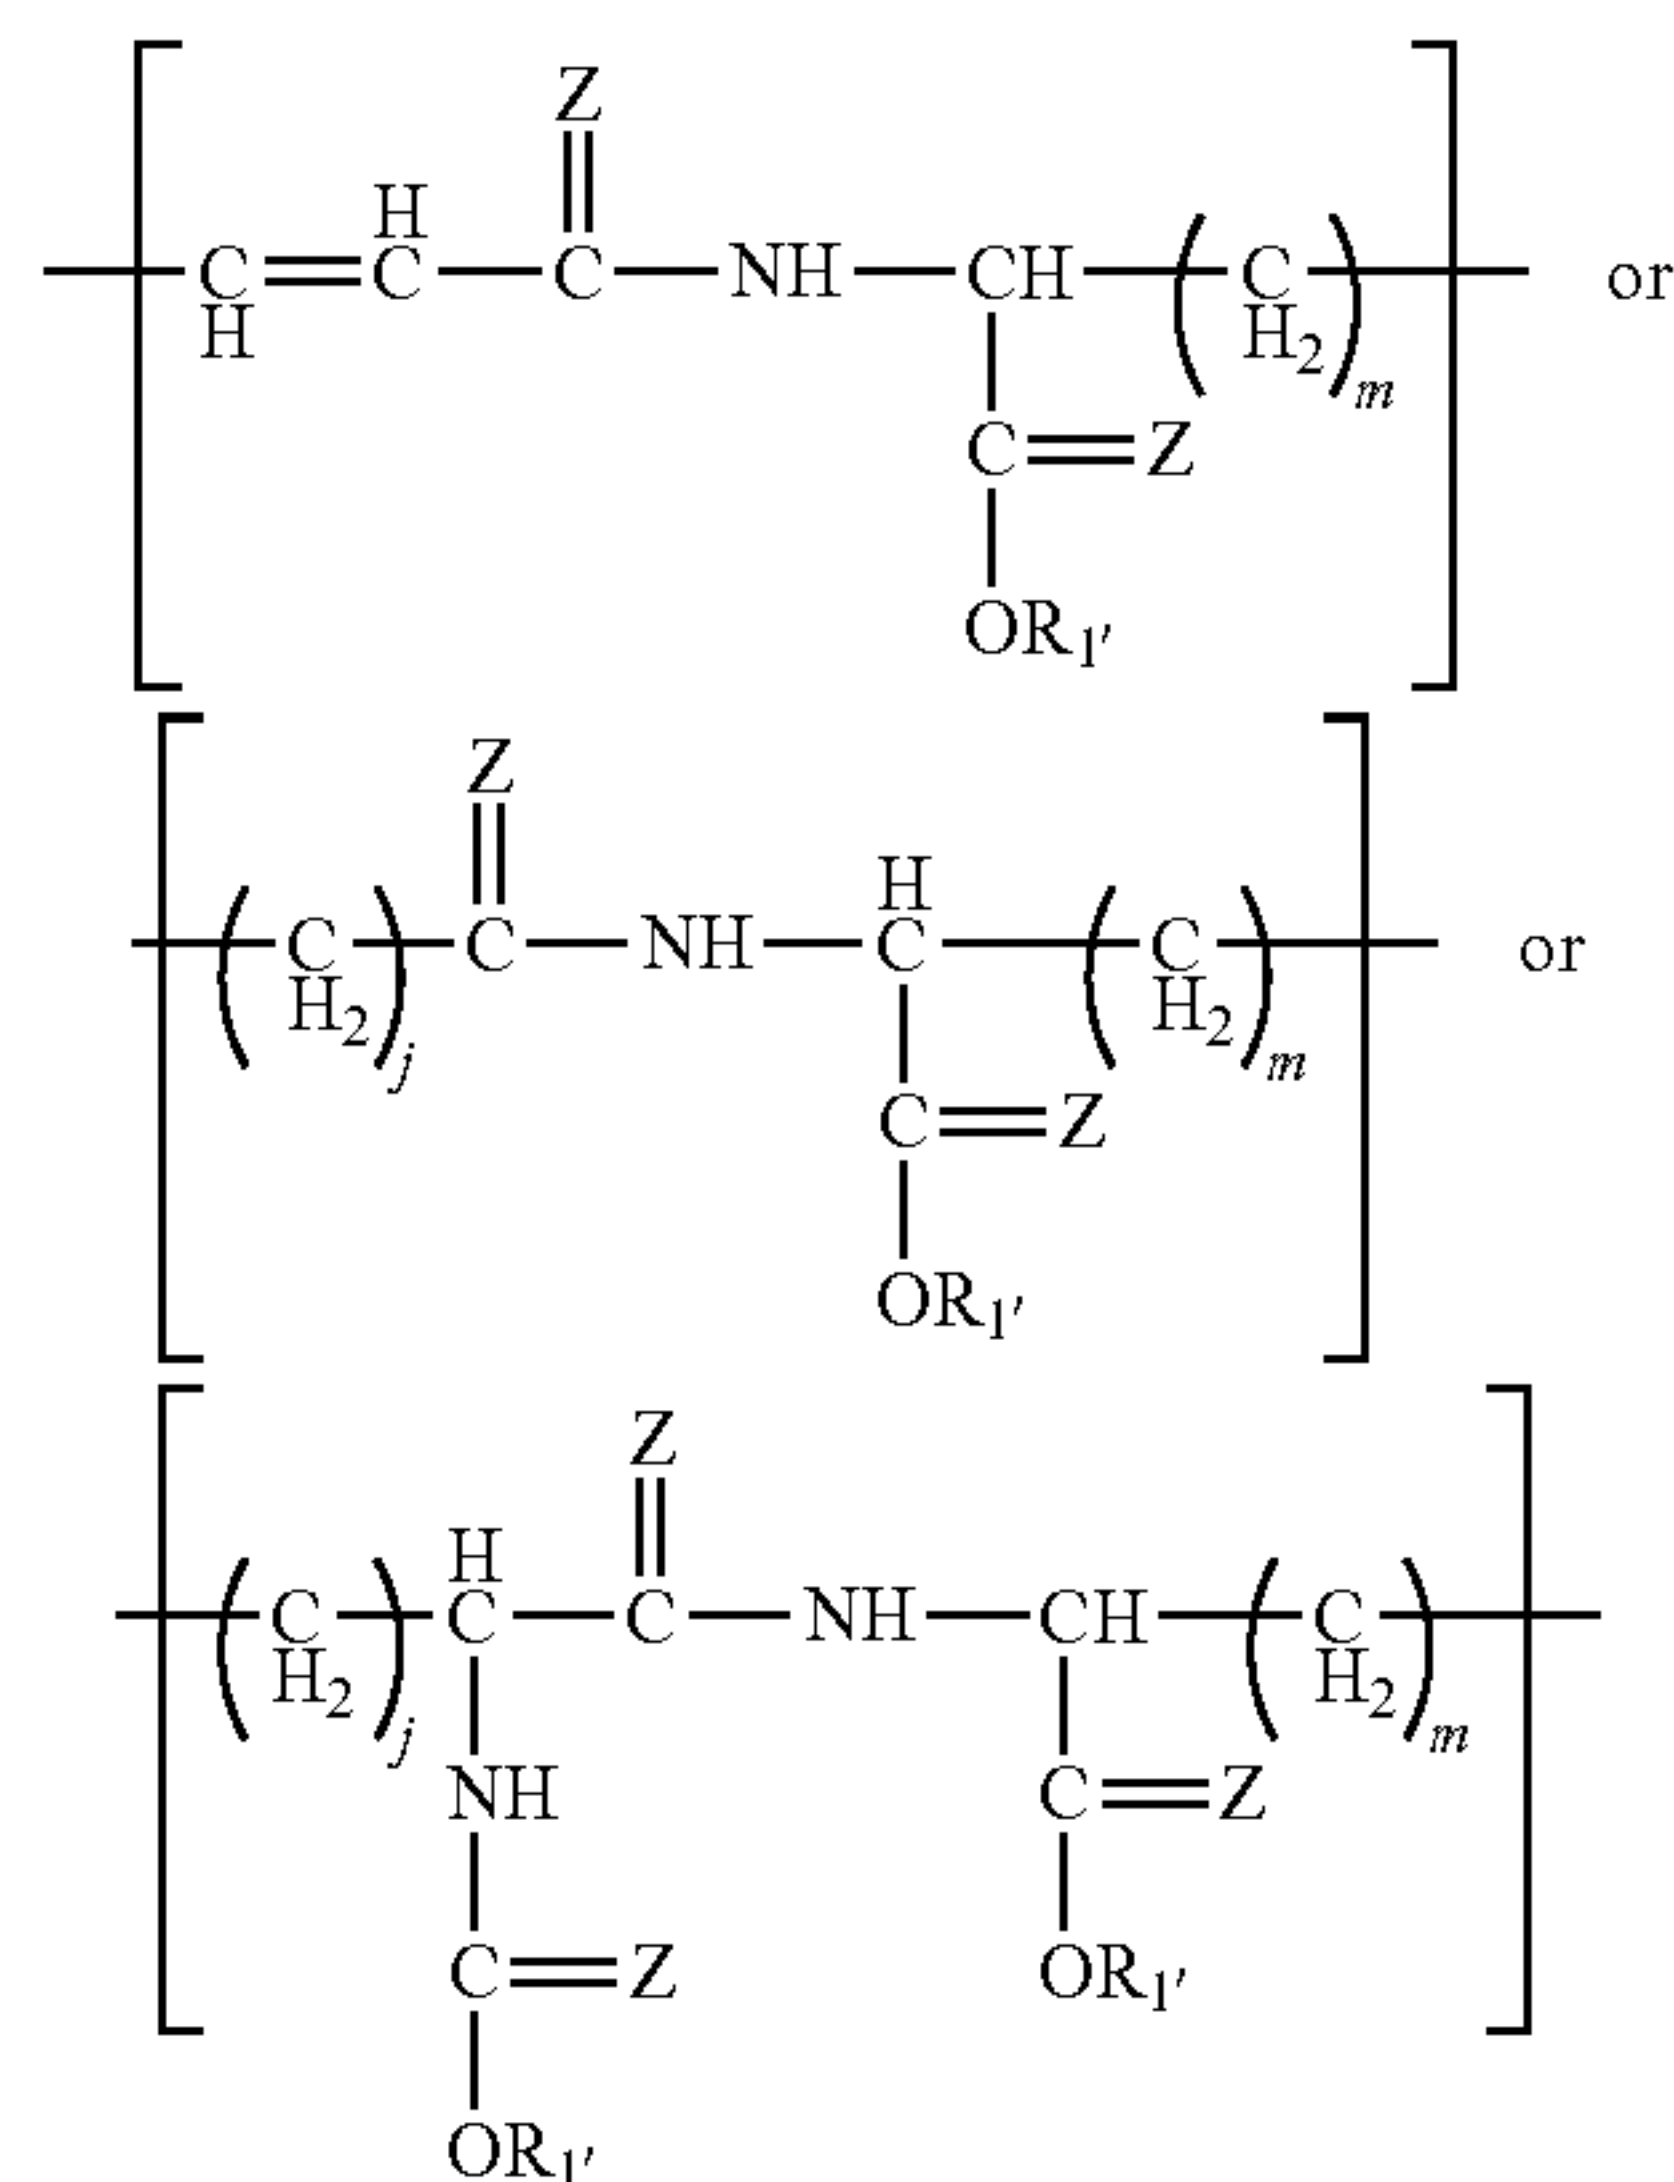 Z
H
C C C NH CH C or
H H2 m
C Z
OR1′
Z
H
C C NH C C or
H2 j H2 m
C Z
OR1′
Z
H
C C C NH CH C
H2 j H2 m
NH C Z
C Z OR1′
OR1′